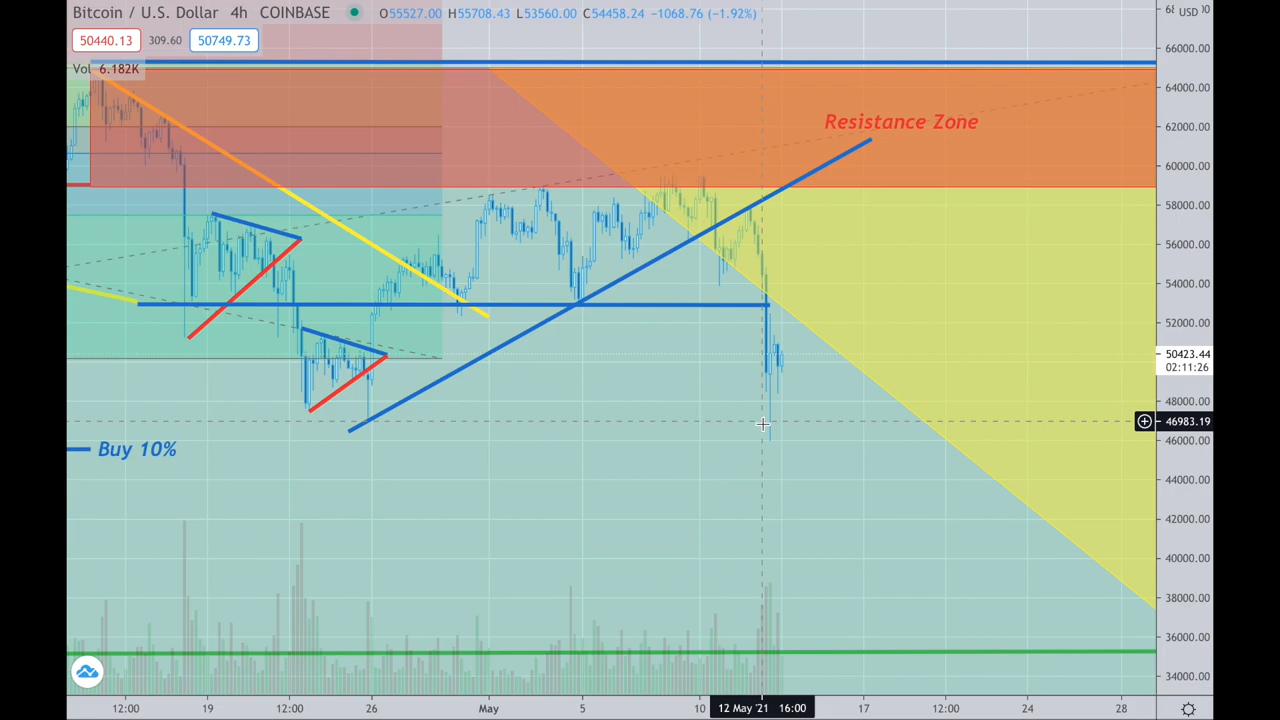 Bitcoin / U.S. Dollar 4h COINBASE O55527.00 H55708.43 L53560.00 C54458.24 −1068.76 (−1.92%)
USD
50440.13 309.60 50749.73
Vol 6.182K
66000.00
64000.00
Resistance Zone
62000.00
60000.00
58000.00
56000.00
54000.00
52000.00
50423.44
02:11:26
48000.00
46983.19
46000.00
Buy 10%
44000.00
42000.00
40000.00
38000.00
36000.00
34000.00
12:00 19 12:00 26 May 5 10 12 May '21 16:00 17 12:00 24 28